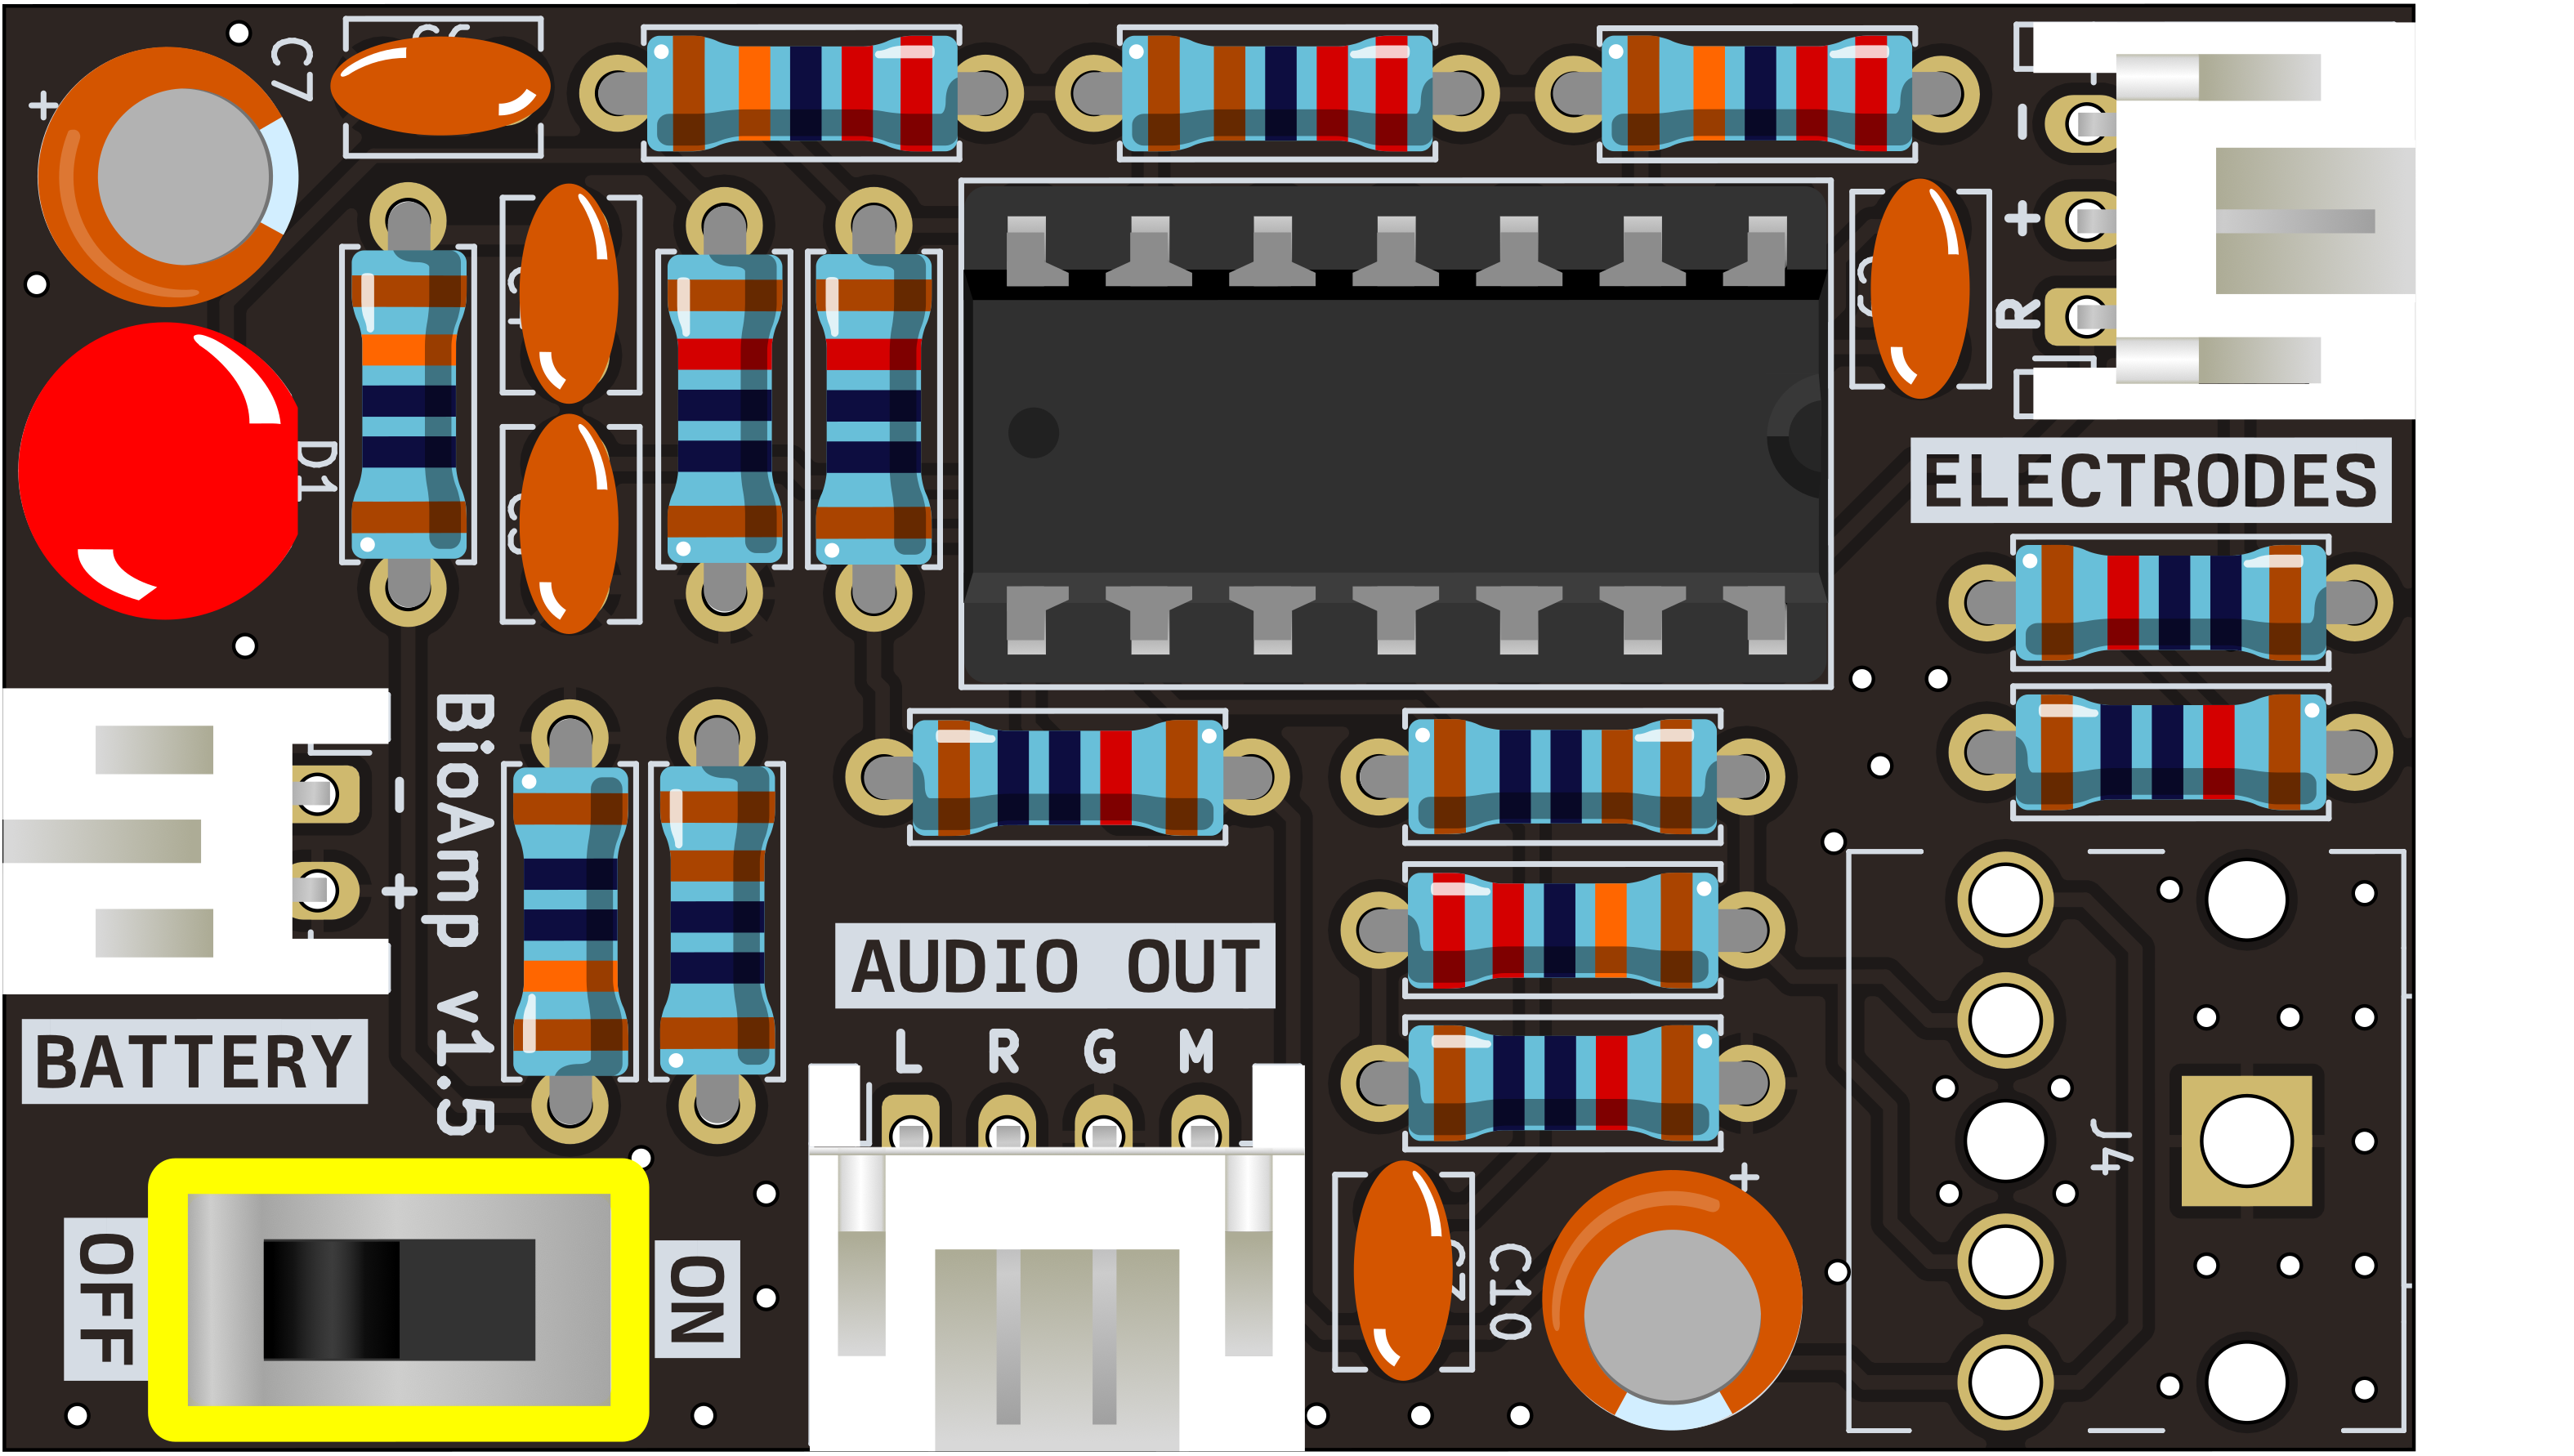 C7
+
−
+
R
D1
ELECTRODES
−
+
BioAmp v1.5
BATTERY
AUDIO OUT
L R G M
+
J4
OFF
ON
C10